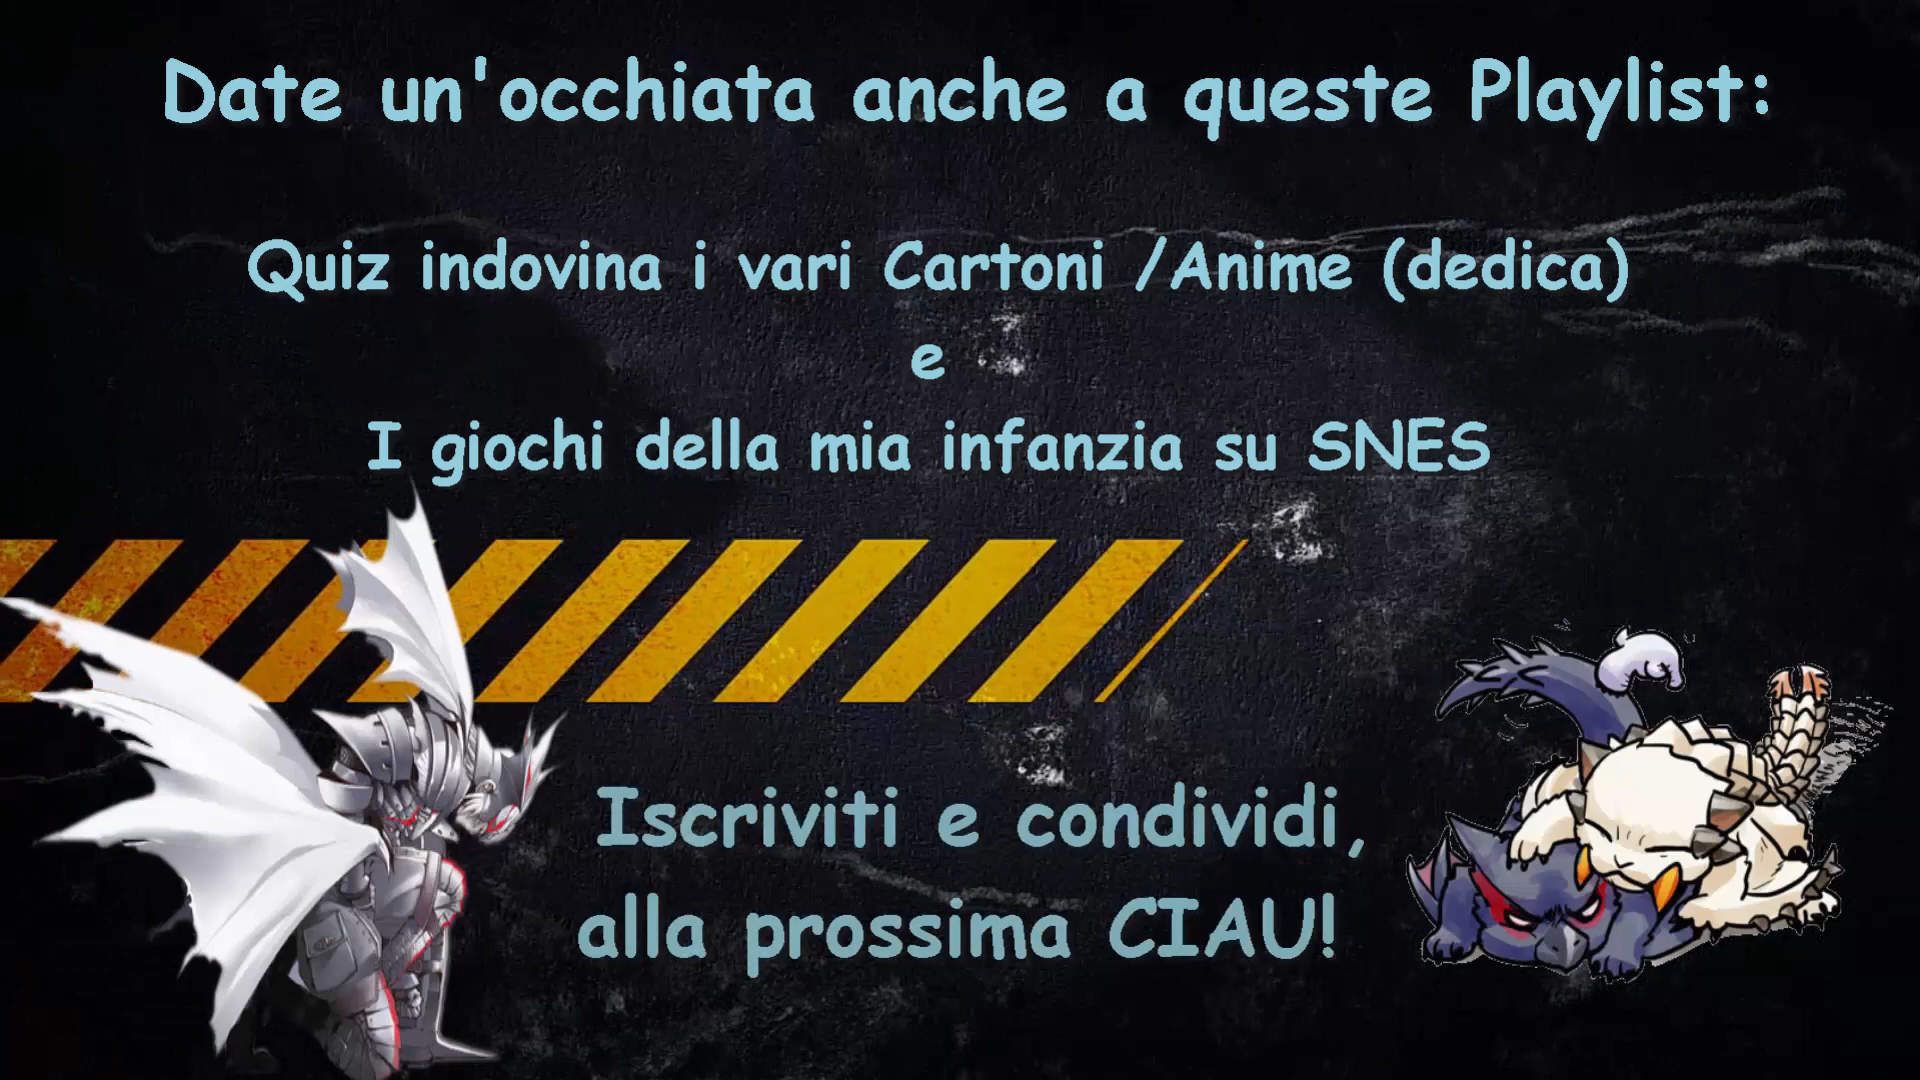 Date un'occhiata anche a queste Playlist:
Quiz indovina i vari Cartoni /Anime (dedica)
e
I giochi della mia infanzia su SNES
Iscriviti e condividi,
alla prossima CIAU!